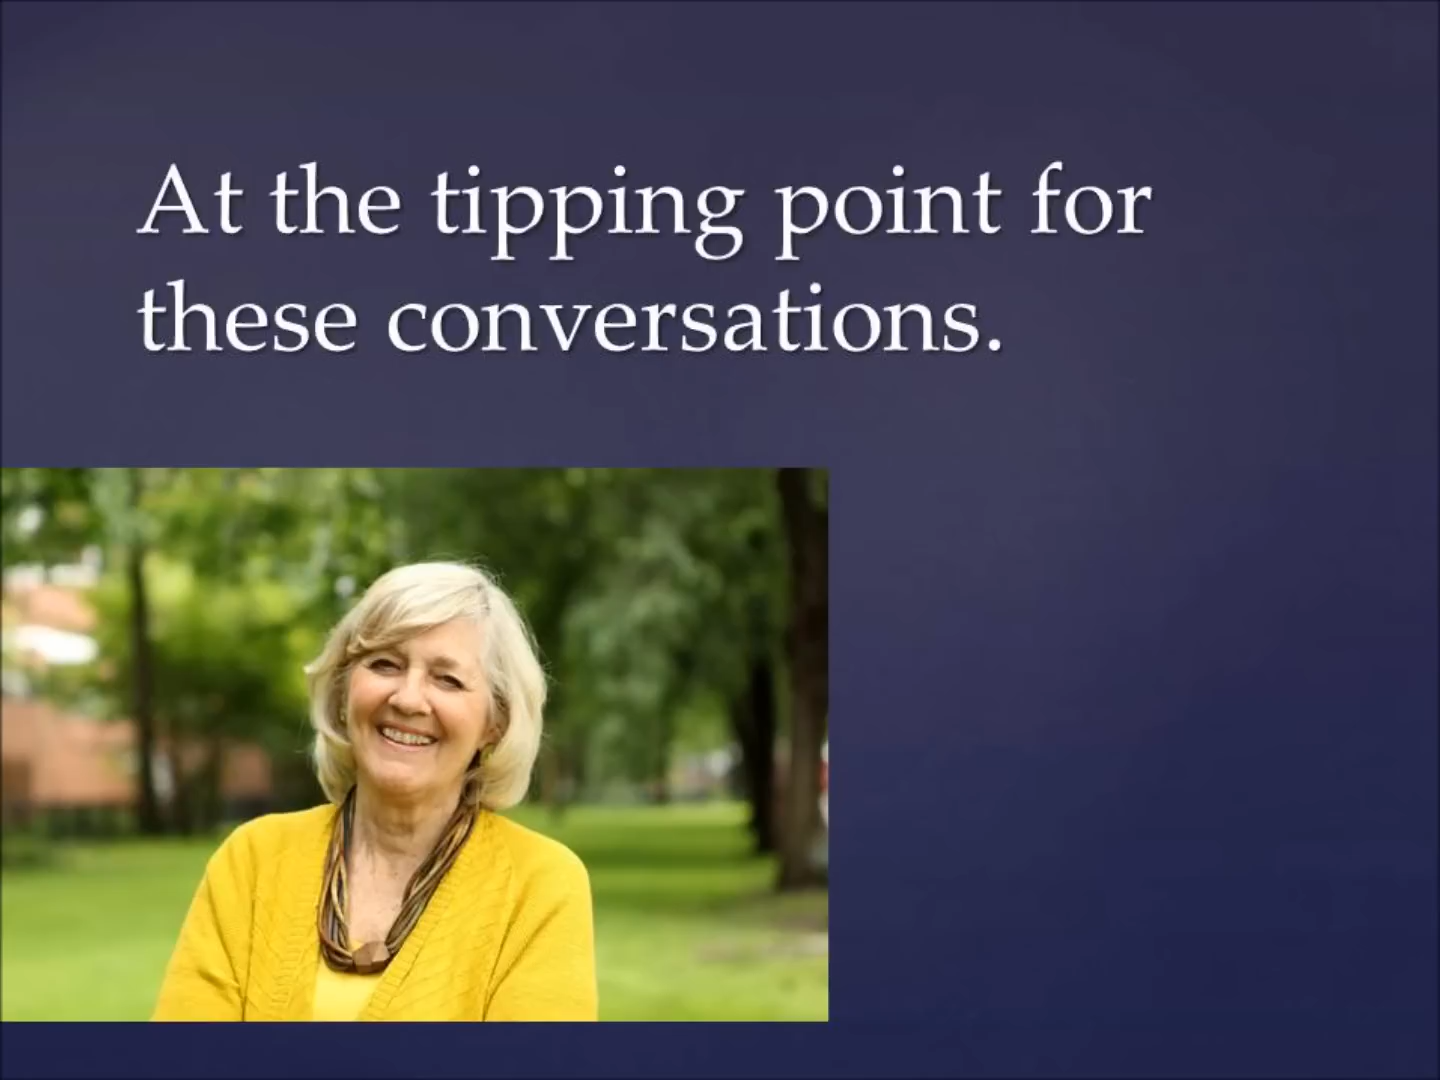 At the tipping point for
these conversations.